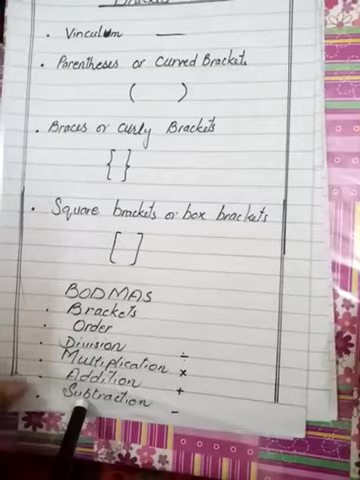 Brackets
. Vinculum —
. Parentheses or Curved Brackets
( )
. Braces or curly Brackets
{ }
. Square brackets or box brackets
[ ]
BODMAS
. Brackets
. Order
. Division ÷
. Multiplication ×
. Addition +
. Subtraction -